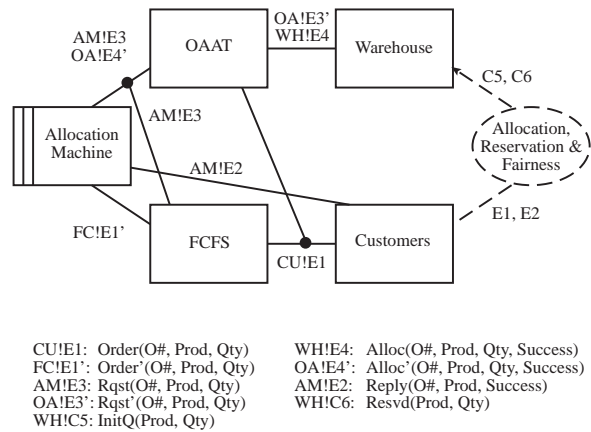 AM!E3
OA!E4’
OAAT
OA!E3’
WH!E4
Warehouse
C5, C6
Allocation
Machine
AM!E3
AM!E2
Allocation,
Reservation &
Fairness
FC!E1’
FCFS
CU!E1
Customers
E1, E2
CU!E1: Order(O#, Prod, Qty)
FC!E1’: Order’(O#, Prod, Qty)
AM!E3: Rqst(O#, Prod, Qty)
OA!E3’: Rqst’(O#, Prod, Qty)
WH!C5: InitQ(Prod, Qty)
WH!E4: Alloc(O#, Prod, Qty, Success)
OA!E4’: Alloc’(O#, Prod, Qty, Success)
AM!E2: Reply(O#, Prod, Success)
WH!C6: Resvd(Prod, Qty)